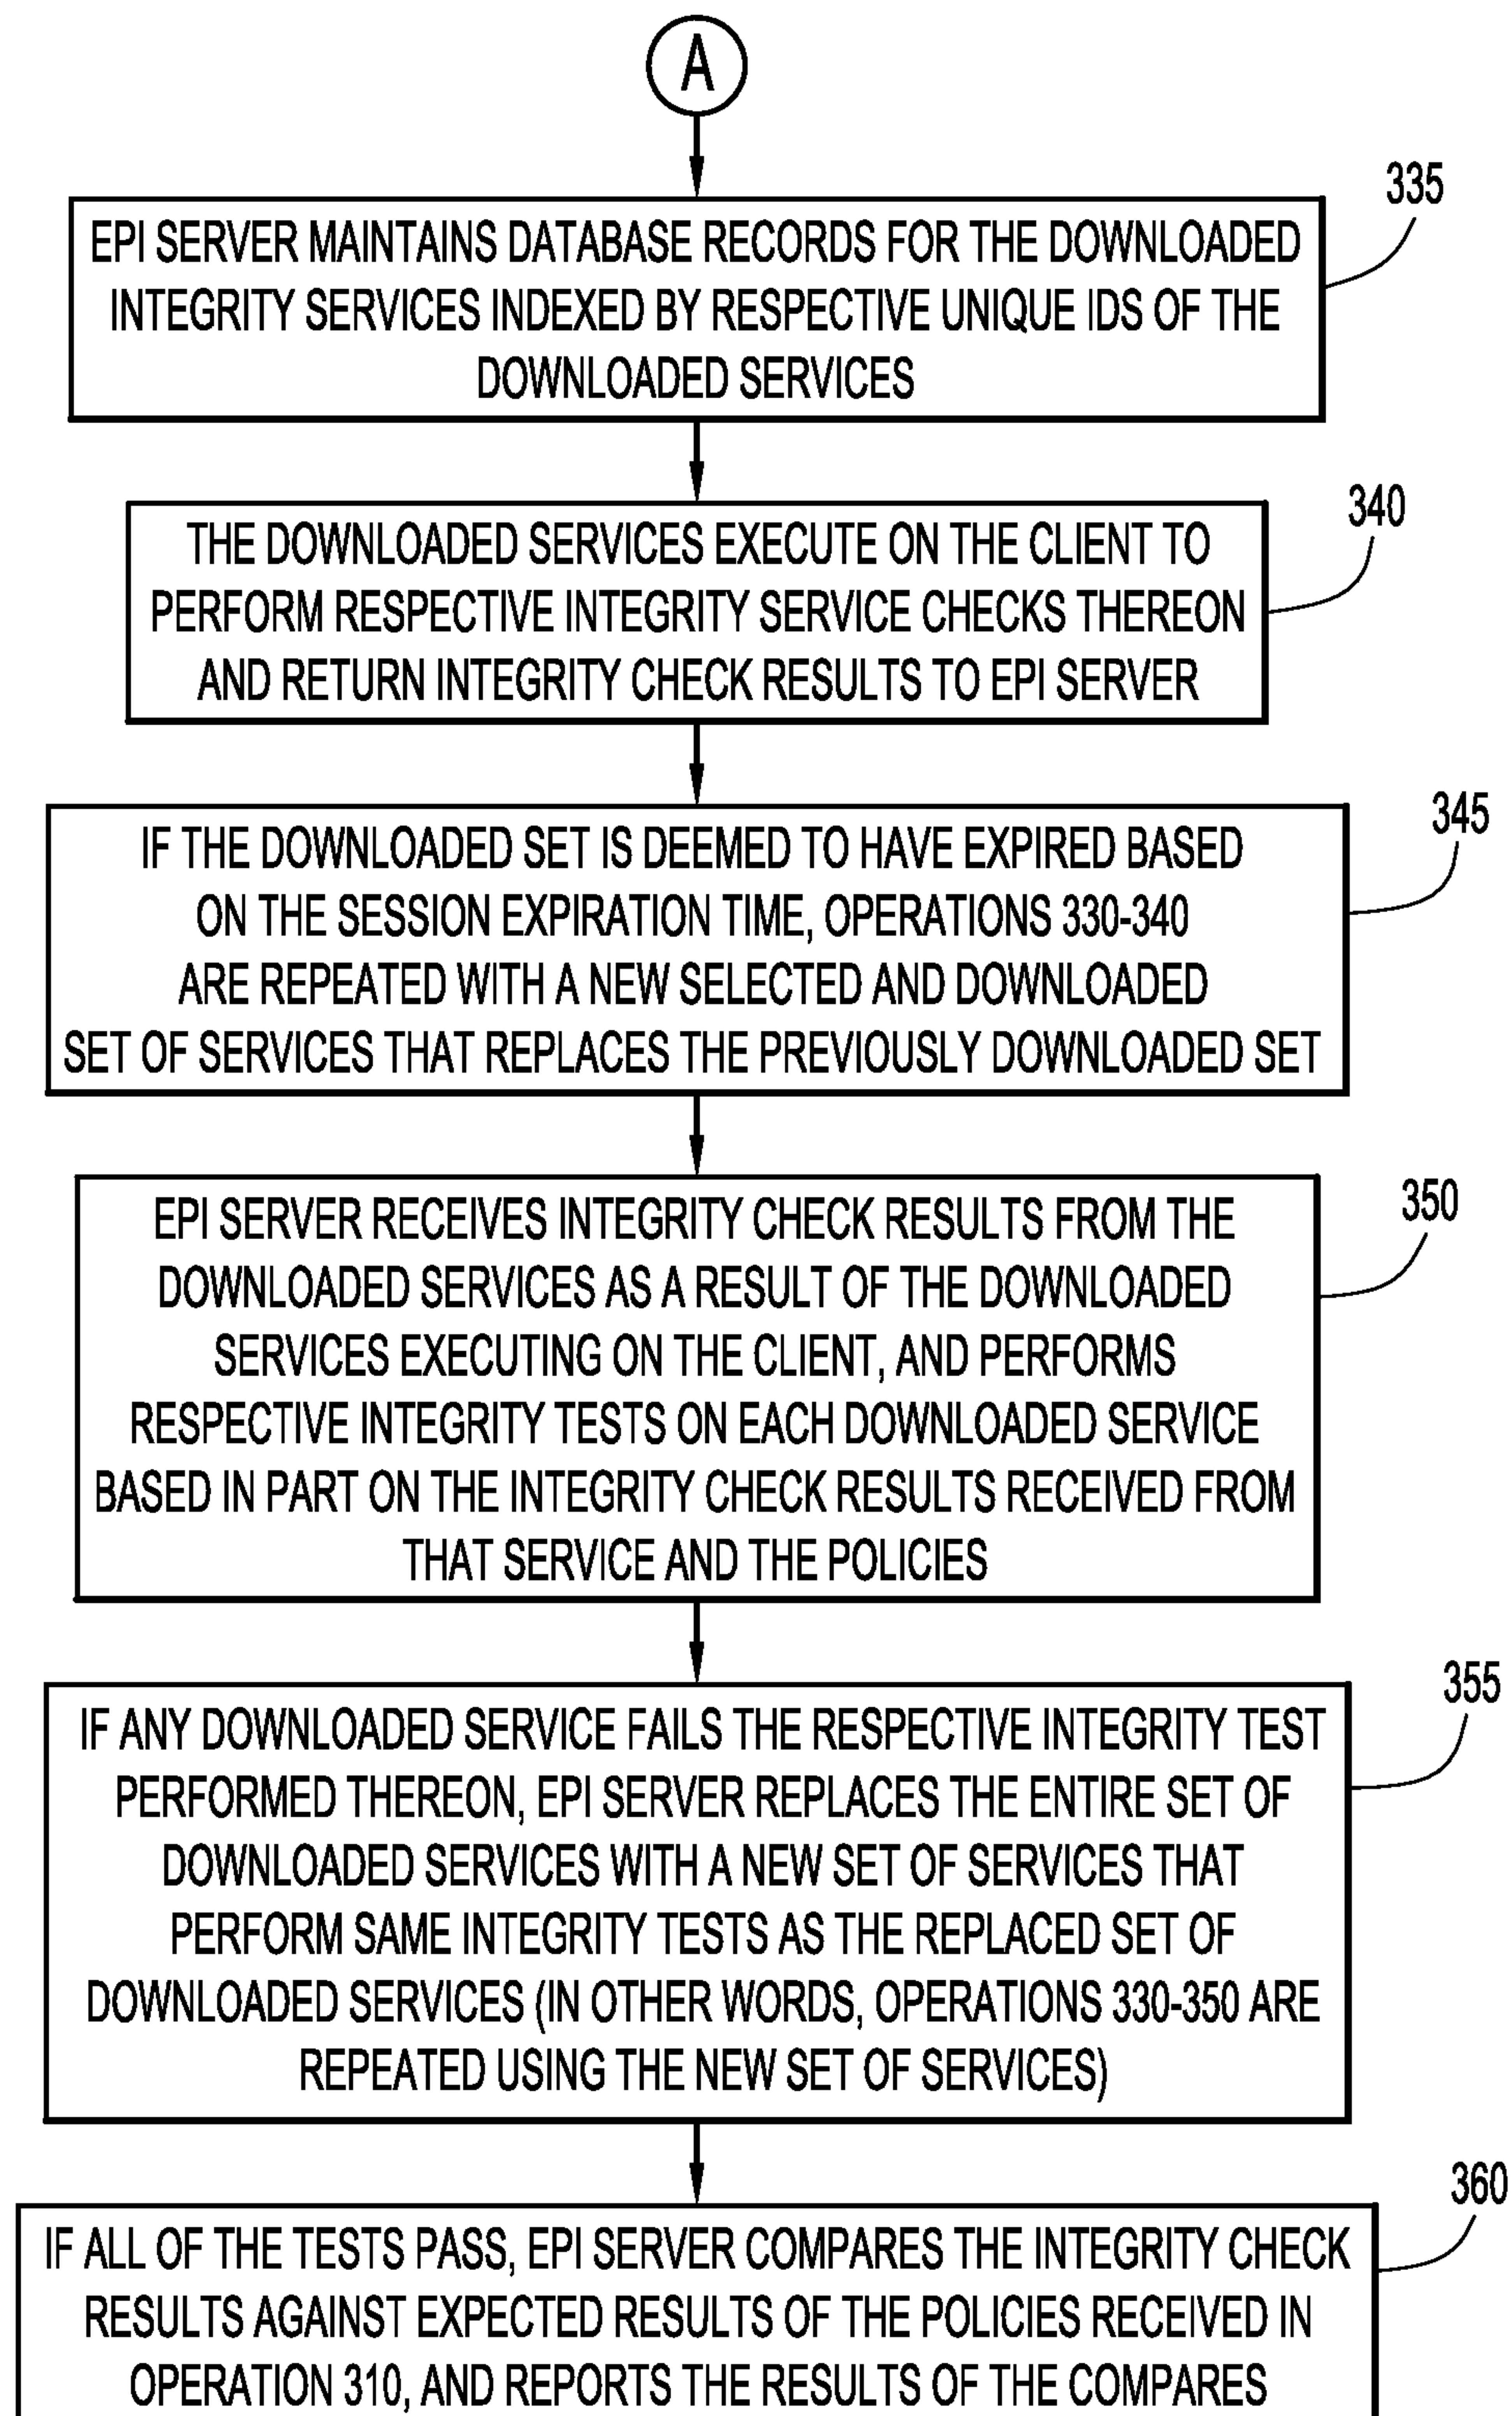 A
335
EPI SERVER MAINTAINS DATABASE RECORDS FOR THE DOWNLOADED
INTEGRITY SERVICES INDEXED BY RESPECTIVE UNIQUE IDS OF THE
DOWNLOADED SERVICES
340
THE DOWNLOADED SERVICES EXECUTE ON THE CLIENT TO
PERFORM RESPECTIVE INTEGRITY SERVICE CHECKS THEREON
AND RETURN INTEGRITY CHECK RESULTS TO EPI SERVER
345
IF THE DOWNLOADED SET IS DEEMED TO HAVE EXPIRED BASED
ON THE SESSION EXPIRATION TIME, OPERATIONS 330-340
ARE REPEATED WITH A NEW SELECTED AND DOWNLOADED
SET OF SERVICES THAT REPLACES THE PREVIOUSLY DOWNLOADED SET
350
EPI SERVER RECEIVES INTEGRITY CHECK RESULTS FROM THE
DOWNLOADED SERVICES AS A RESULT OF THE DOWNLOADED
SERVICES EXECUTING ON THE CLIENT, AND PERFORMS
RESPECTIVE INTEGRITY TESTS ON EACH DOWNLOADED SERVICE
BASED IN PART ON THE INTEGRITY CHECK RESULTS RECEIVED FROM
THAT SERVICE AND THE POLICIES
355
IF ANY DOWNLOADED SERVICE FAILS THE RESPECTIVE INTEGRITY TEST
PERFORMED THEREON, EPI SERVER REPLACES THE ENTIRE SET OF
DOWNLOADED SERVICES WITH A NEW SET OF SERVICES THAT
PERFORM SAME INTEGRITY TESTS AS THE REPLACED SET OF
DOWNLOADED SERVICES (IN OTHER WORDS, OPERATIONS 330-350 ARE
REPEATED USING THE NEW SET OF SERVICES)
360
IF ALL OF THE TESTS PASS, EPI SERVER COMPARES THE INTEGRITY CHECK
RESULTS AGAINST EXPECTED RESULTS OF THE POLICIES RECEIVED IN
OPERATION 310, AND REPORTS THE RESULTS OF THE COMPARES